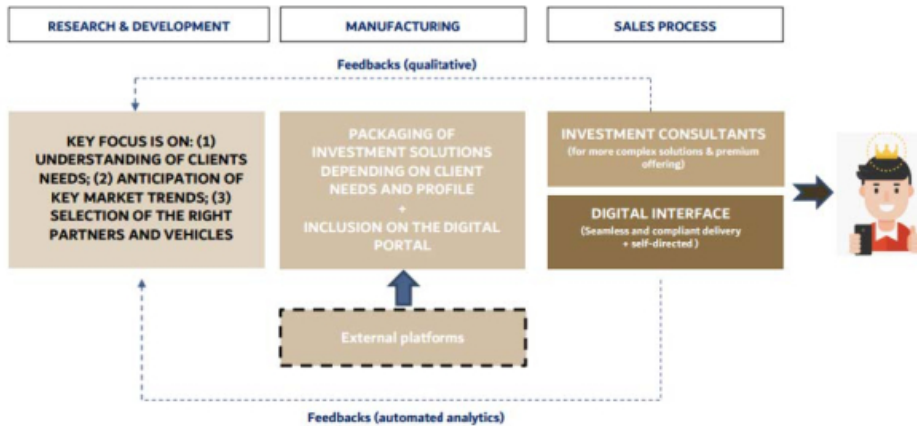 RESEARCH & DEVELOPMENT
MANUFACTURING
SALES PROCESS
Feedbacks (qualitative)
KEY FOCUS IS ON: (1)
UNDERSTANDING OF CLIENTS
NEEDS; (2) ANTICIPATION OF
KEY MARKET TRENDS; (3)
SELECTION OF THE RIGHT
PARTNERS AND VEHICLES
PACKAGING OF
INVESTMENT SOLUTIONS
DEPENDING ON CLIENT
NEEDS AND PROFILE
+
INCLUSION ON THE DIGITAL
PORTAL
External platforms
INVESTMENT CONSULTANTS
(for more complex solutions & premium
offering)
DIGITAL INTERFACE
(Seamless and compliant delivery
+ self-directed)
Feedbacks (automated analytics)